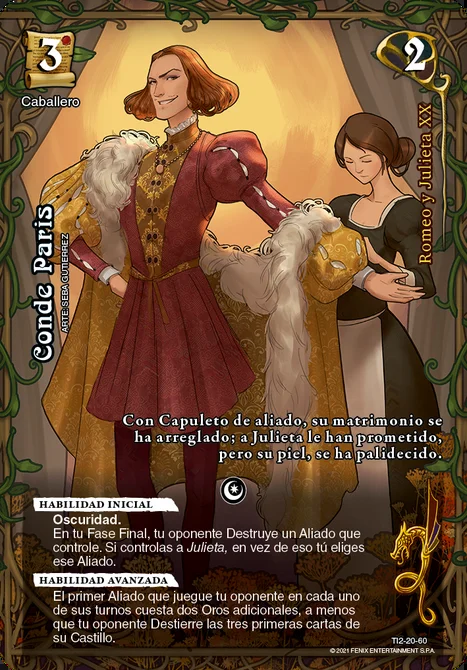 3
2
Caballero
Romeo y Julieta XX
Conde Paris
ARTE: SEBA GUTIERREZ
Con Capuleto de aliado, su matrimonio se
ha arreglado; a Julieta le han prometido,
pero su piel, se ha palidecido.
HABILIDAD INICIAL
Oscuridad.
En tu Fase Final, tu oponente Destruye un Aliado que
controle. Si controlas a Julieta, en vez de eso tú eliges
ese Aliado.
HABILIDAD AVANZADA
El primer Aliado que juegue tu oponente en cada uno
de sus turnos cuesta dos Oros adicionales, a menos
que tu oponente Destierre las tres primeras cartas de
su Castillo.
TI2-20-60
© 2021 FENIX ENTERTAINMENT S.P.A.